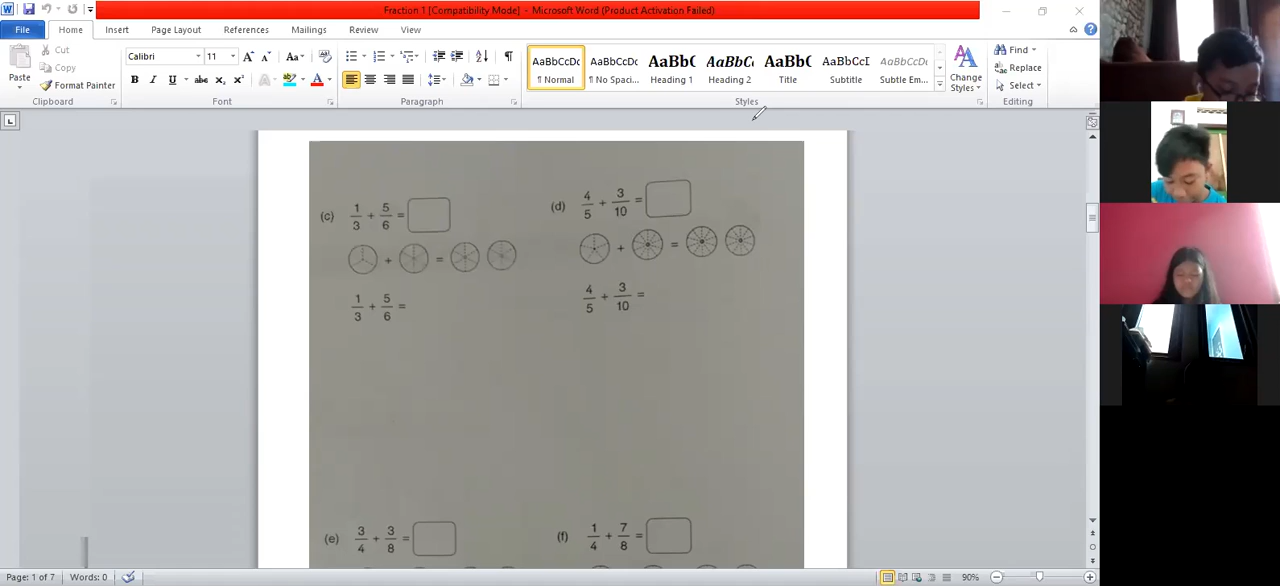 Fraction 1 [Compatibility Mode] - Microsoft Word (Product Activation Failed)
File Home Insert Page Layout References Mailings Review View
Paste
Cut
Copy
Format Painter
Clipboard
Calibri 11
Font
Paragraph
AaBbCcDc AaBbCcDc AaBbC AaBbCc AaBbC AaBbCcI AaBbCcDc
¶ Normal ¶ No Spaci... Heading 1 Heading 2 Title Subtitle Subtle Em...
Change Styles
Styles
Find
Replace
Select
Editing
(c) 1/3 + 5/6 =
+ =
1/3 + 5/6 =
(d) 4/5 + 3/10 =
+ =
4/5 + 3/10 =
(e) 3/4 + 3/8 =
(f) 1/4 + 7/8 =
Page: 1 of 7 Words: 0 90%